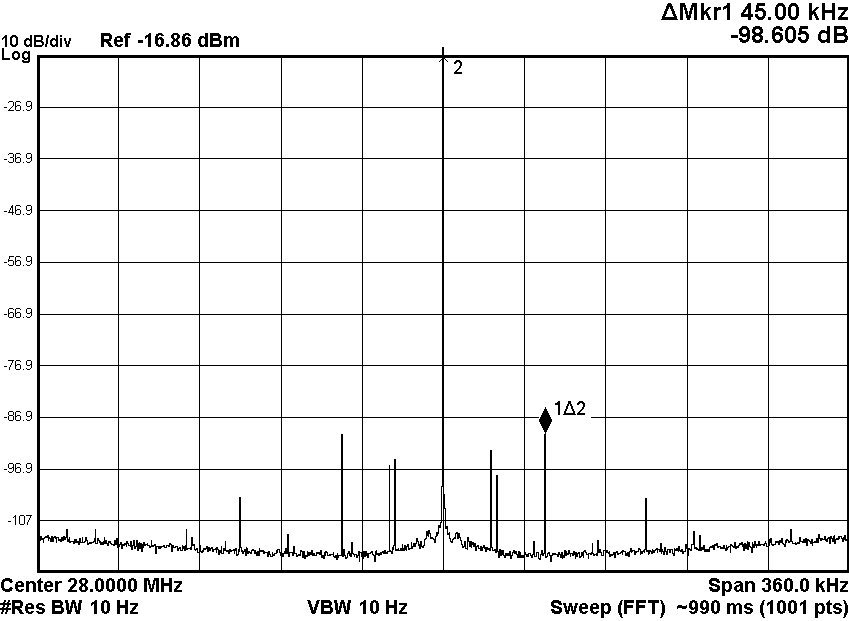 ΔMkr1 45.00 kHz
10 dB/div Ref -16.86 dBm -98.605 dB
Log
2
-26.9
-36.9
-46.9
-56.9
-66.9
-76.9
1Δ2
-86.9
-96.9
-107
Center 28.0000 MHz Span 360.0 kHz
#Res BW 10 Hz VBW 10 Hz Sweep (FFT) ~990 ms (1001 pts)